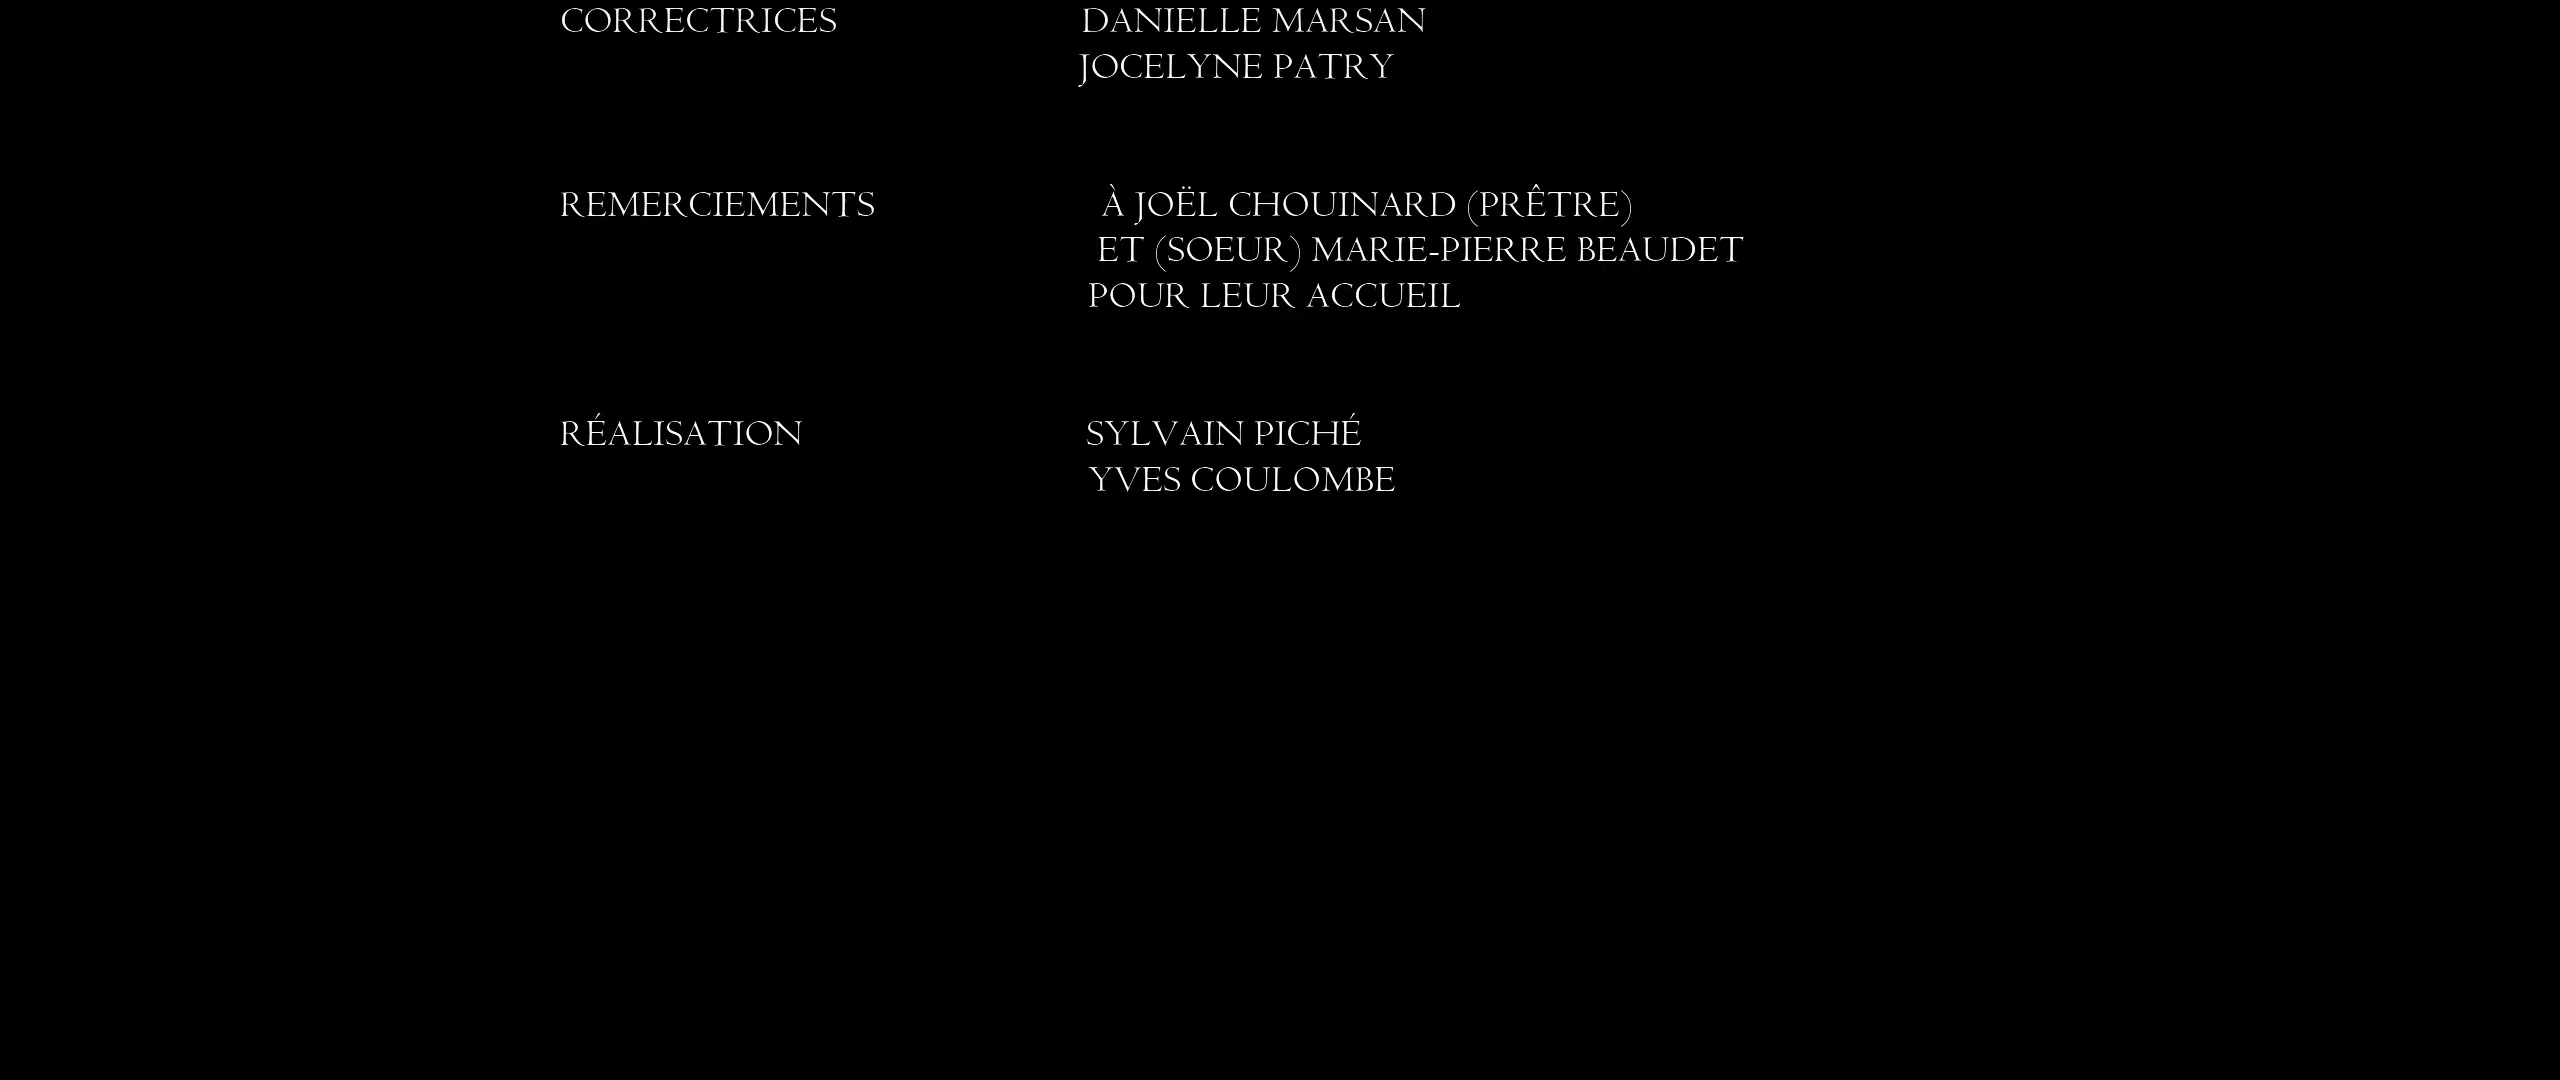 CORRECTRICES DANIELLE MARSAN
JOCELYNE PATRY
REMERCIEMENTS À JOËL CHOUINARD (PRÊTRE)
ET (SOEUR) MARIE-PIERRE BEAUDET
POUR LEUR ACCUEIL
RÉALISATION SYLVAIN PICHÉ
YVES COULOMBE